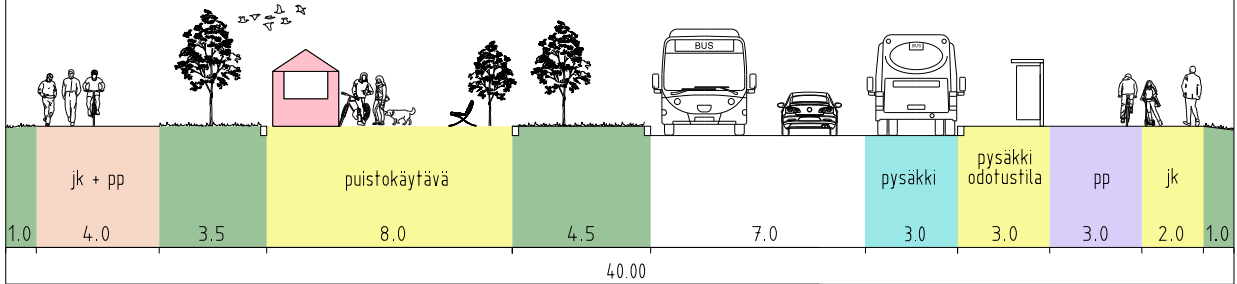 BUS
BUS
jk + pp
puistokäytävä
pysäkki
pysäkki
odotustila
pp
jk
1.0
4.0
3.5
8.0
4.5
7.0
3.0
3.0
3.0
2.0
1.0
40.00